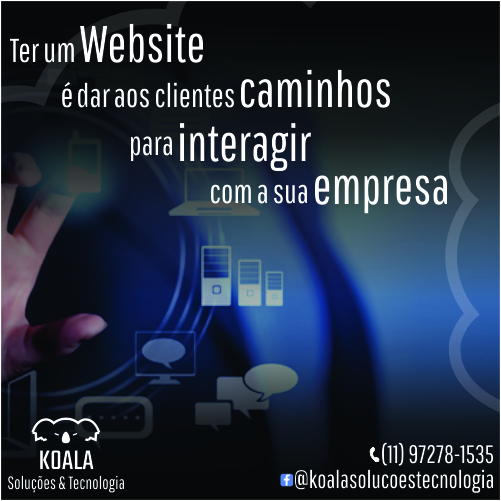 Ter um Website
é dar aos clientes caminhos
para interagir
com a sua empresa
KOALA
Soluções & Tecnologia
(11) 97278-1535
@koalasolucoestecnologia